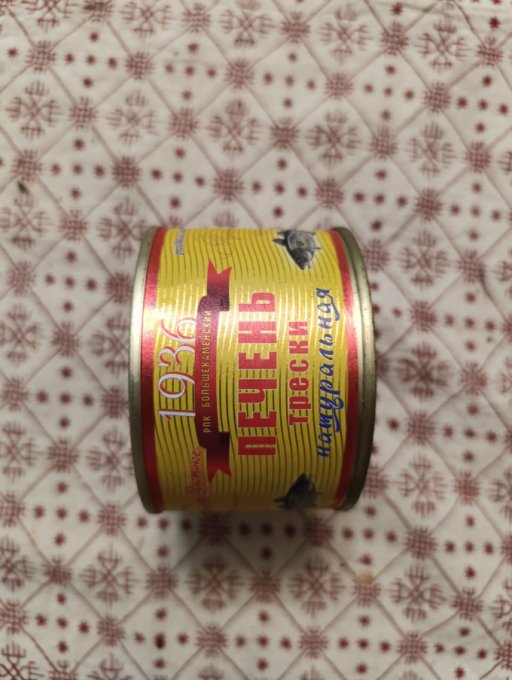 1936
РПК БОЛЬШЕКАМЕНСКИЙ
ПЕЧЕНЬ
трески
натуральная